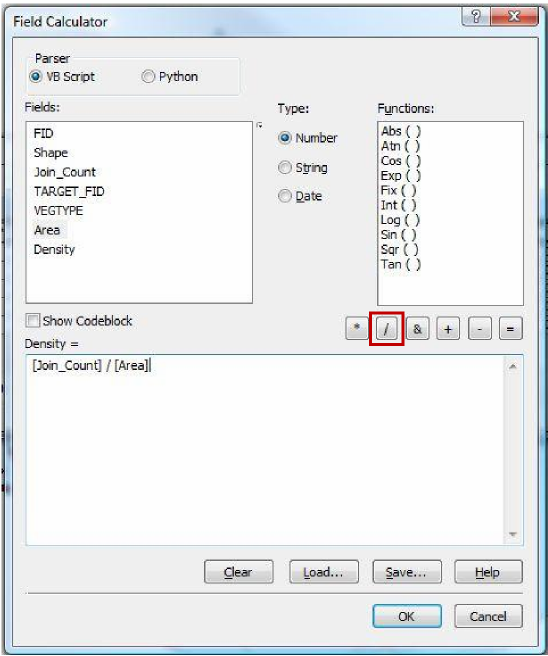 Field Calculator
?
X
Parser
VB Script Python
Fields:
FID
Shape
Join_Count
TARGET_FID
VEGTYPE
Area
Density
Type:
Number
String
Date
Functions:
Abs ( )
Atn ( )
Cos ( )
Exp ( )
Fix ( )
Int ( )
Log ( )
Sin ( )
Sqr ( )
Tan ( )
Show Codeblock
* / & + - =
Density =
[Join_Count] / [Area]
Clear Load... Save... Help
OK Cancel